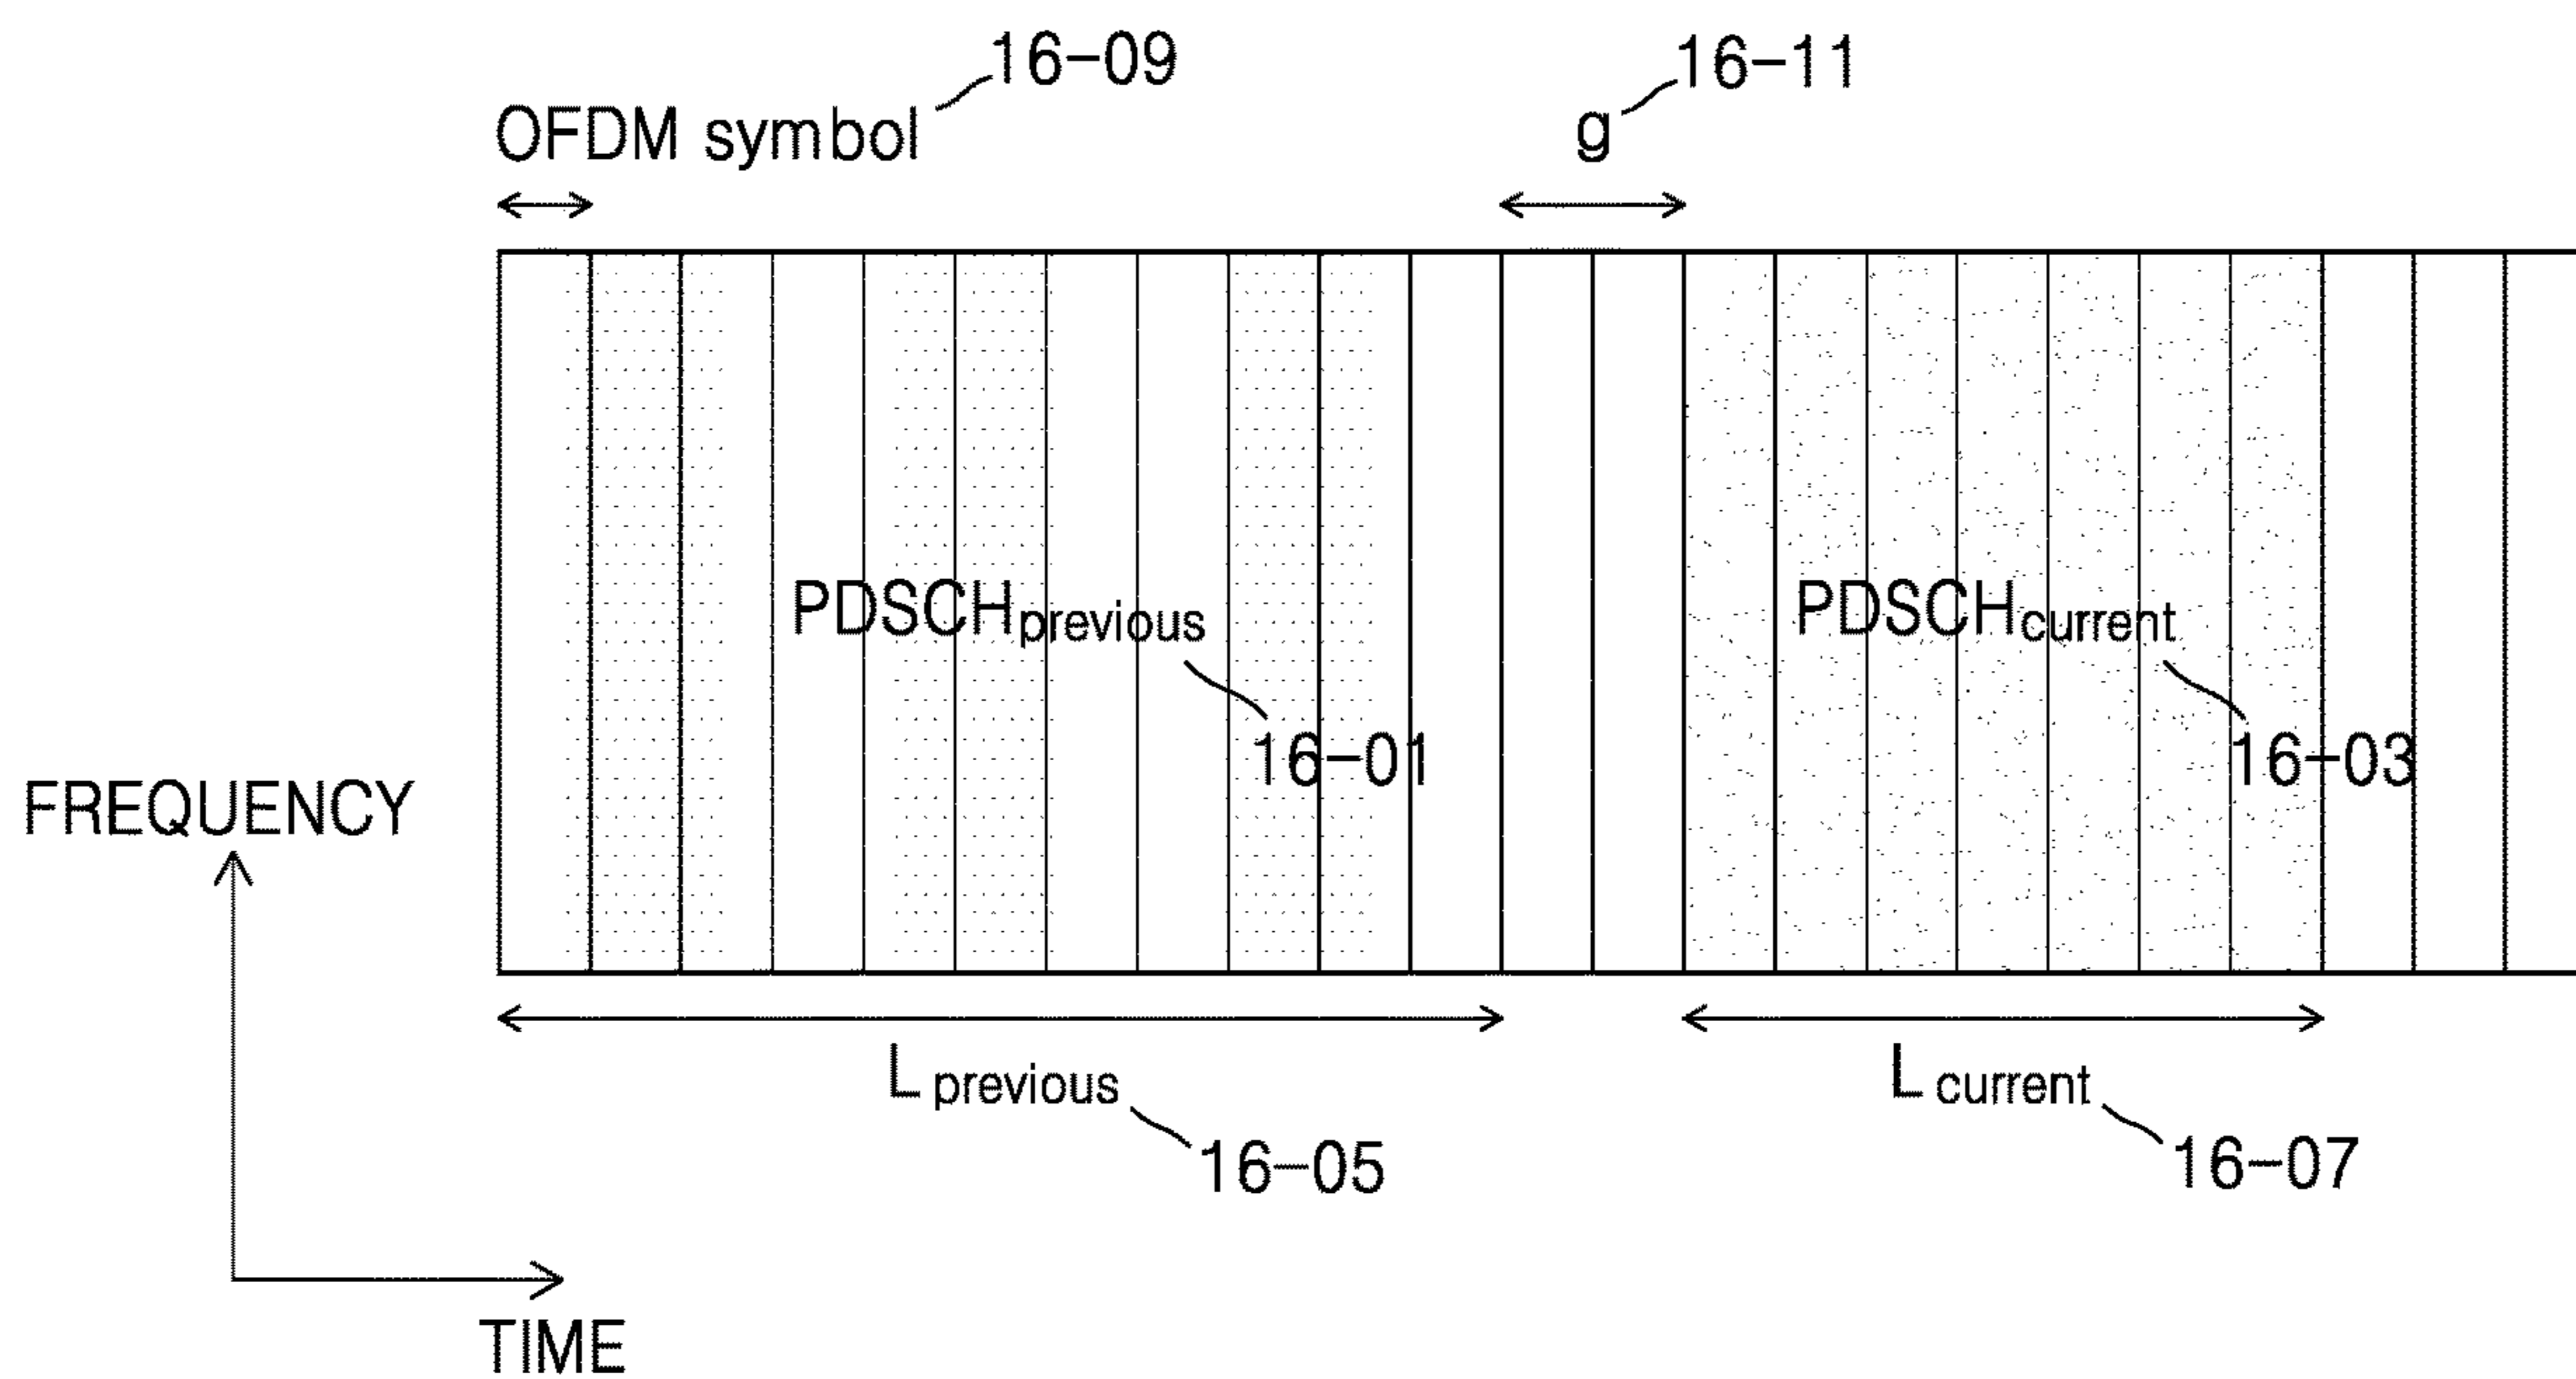 16-09
16-11
OFDM symbol
g
PDSCHprevious
PDSCHcurrent
16-01
16-03
FREQUENCY
Lprevious
Lcurrent
16-05
16-07
TIME